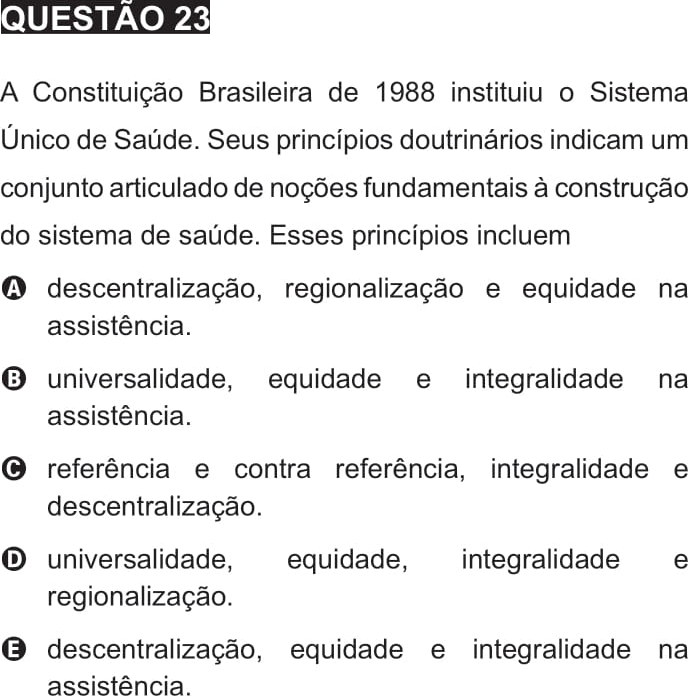 QUESTÃO 23
A Constituição Brasileira de 1988 instituiu o Sistema
Único de Saúde. Seus princípios doutrinários indicam um
conjunto articulado de noções fundamentais à construção
do sistema de saúde. Esses princípios incluem
A descentralização, regionalização e equidade na
assistência.
B universalidade, equidade e integralidade na
assistência.
C referência e contra referência, integralidade e
descentralização.
D universalidade, equidade, integralidade e
regionalização.
E descentralização, equidade e integralidade na
assistência.